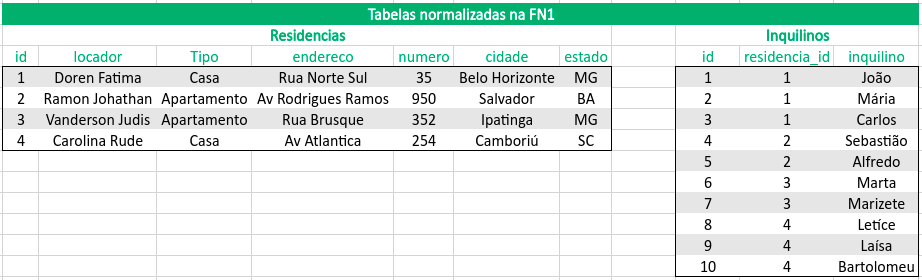 Tabelas normalizadas na FN1
Residencias Inquilinos
id locador Tipo endereco numero cidade estado id residencia_id inquilino
1 Doren Fatima Casa Rua Norte Sul 35 Belo Horizonte MG 1 1 João
2 Ramon Johathan Apartamento Av Rodrigues Ramos 950 Salvador BA 2 1 Mária
3 Vanderson Judis Apartamento Rua Brusque 352 Ipatinga MG 3 1 Carlos
4 Carolina Rude Casa Av Atlantica 254 Camboriú SC 4 2 Sebastião
5 2 Alfredo
6 3 Marta
7 3 Marizete
8 4 Letíce
9 4 Laísa
10 4 Bartolomeu